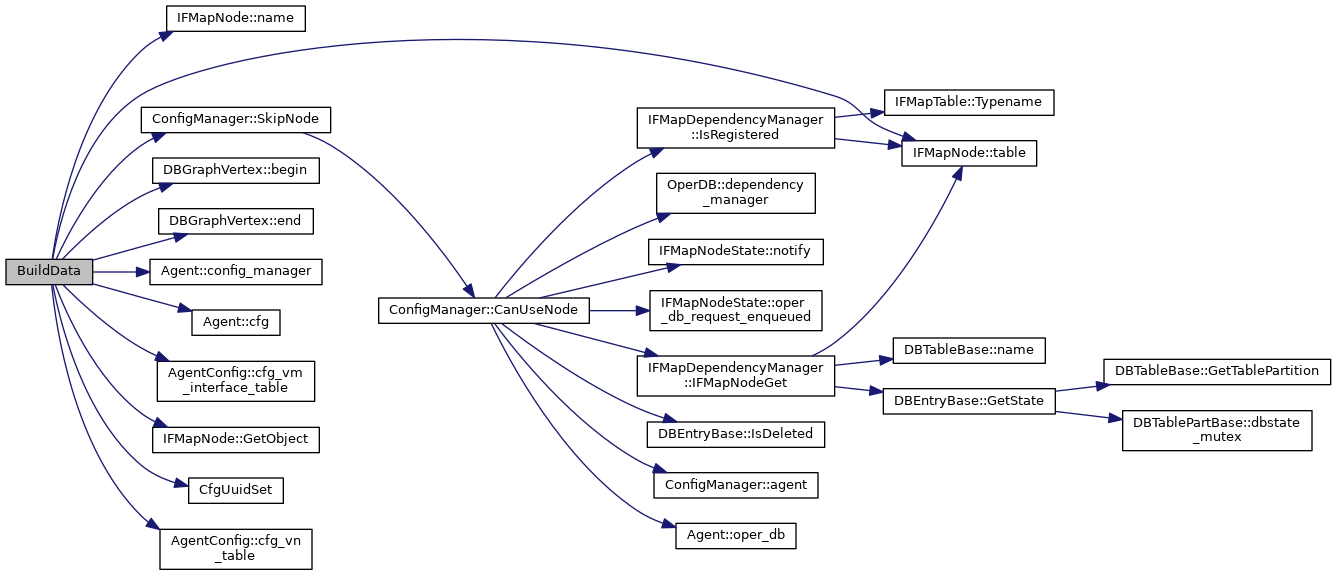 IFMapNode::name
ConfigManager::SkipNode
DBGraphVertex::begin
DBGraphVertex::end
BuildData
Agent::config_manager
Agent::cfg
AgentConfig::cfg_vm
_interface_table
IFMapNode::GetObject
CfgUuidSet
AgentConfig::cfg_vn
_table
ConfigManager::CanUseNode
IFMapDependencyManager
::IsRegistered
OperDB::dependency
_manager
IFMapNodeState::notify
IFMapNodeState::oper
_db_request_enqueued
IFMapDependencyManager
::IFMapNodeGet
DBEntryBase::IsDeleted
ConfigManager::agent
Agent::oper_db
IFMapTable::Typename
IFMapNode::table
DBTableBase::name
DBEntryBase::GetState
DBTableBase::GetTablePartition
DBTablePartBase::dbstate
_mutex